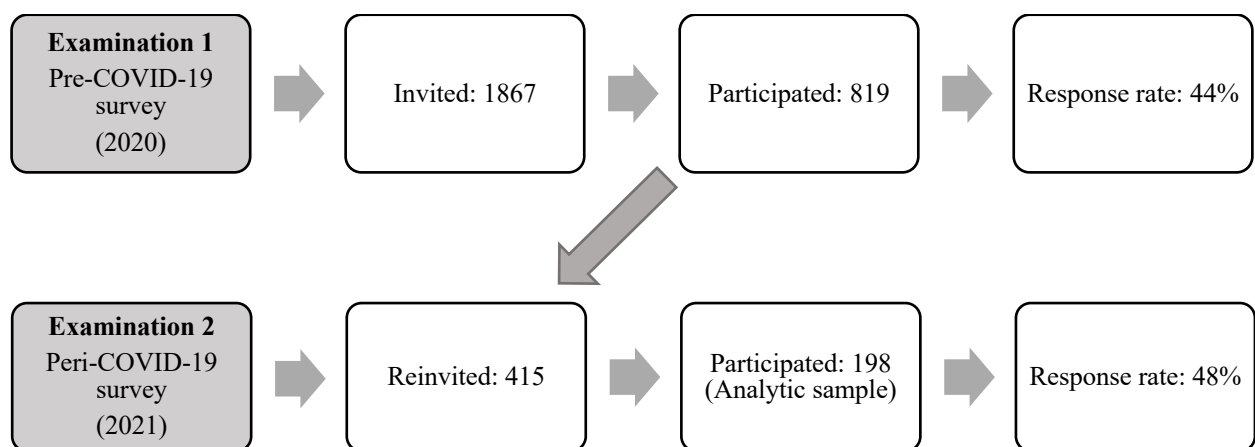 Examination 1
Pre-COVID-19
survey
(2020)
Invited: 1867
Participated: 819
Response rate: 44%
Examination 2
Peri-COVID-19
survey
(2021)
Reinvited: 415
Participated: 198
(Analytic sample)
Response rate: 48%